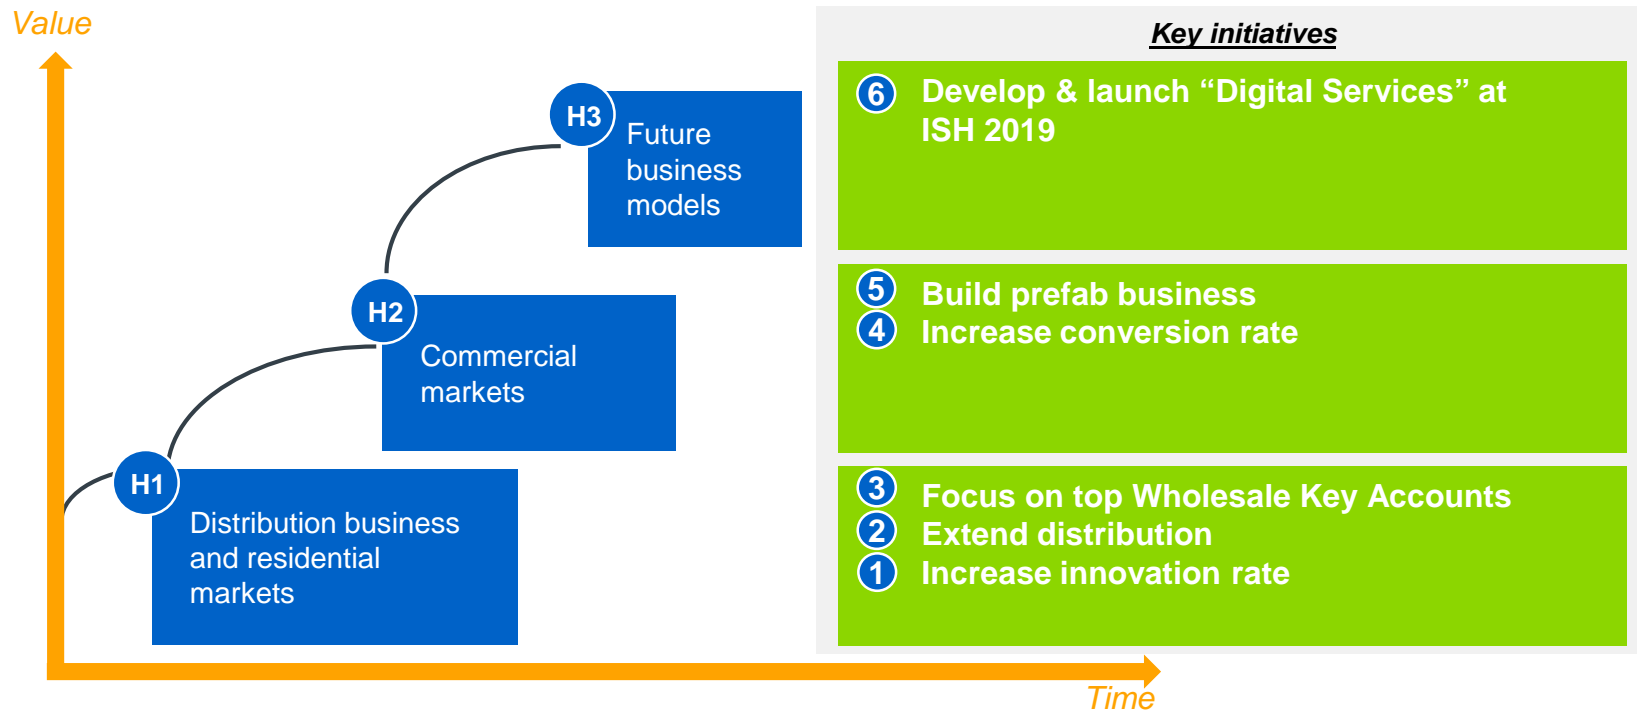 Value
Key initiatives
H3
Future
business
models
6 Develop & launch “Digital Services” at
ISH 2019
H2
Commercial
markets
5 Build prefab business
4 Increase conversion rate
H1
Distribution business
and residential
markets
3 Focus on top Wholesale Key Accounts
2 Extend distribution
1 Increase innovation rate
Time